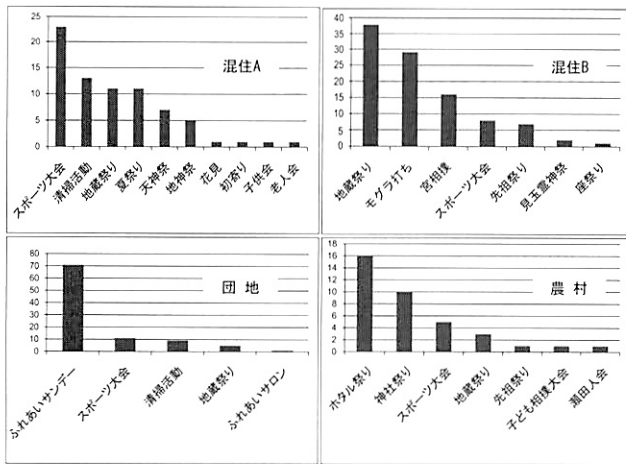 混住A
25
20
15
10
5
0
スポーツ大会
清掃活動
地蔵祭り
夏祭り
天神祭
地神祭
花見
初寄り
子供会
老人会
混住B
40
35
30
25
20
15
10
5
0
地蔵祭り
モグラ打ち
宮相撲
スポーツ大会
先祖祭り
見玉霊神祭
座祭り
団地
80
70
60
50
40
30
20
10
0
ふれあいサンデー
スポーツ大会
清掃活動
地蔵祭り
ふれあいサロン
農村
18
16
14
12
10
8
6
4
2
0
ホタル祭り
神社祭り
スポーツ大会
地蔵祭り
先祖祭り
子ども相撲大会
瀬田人会